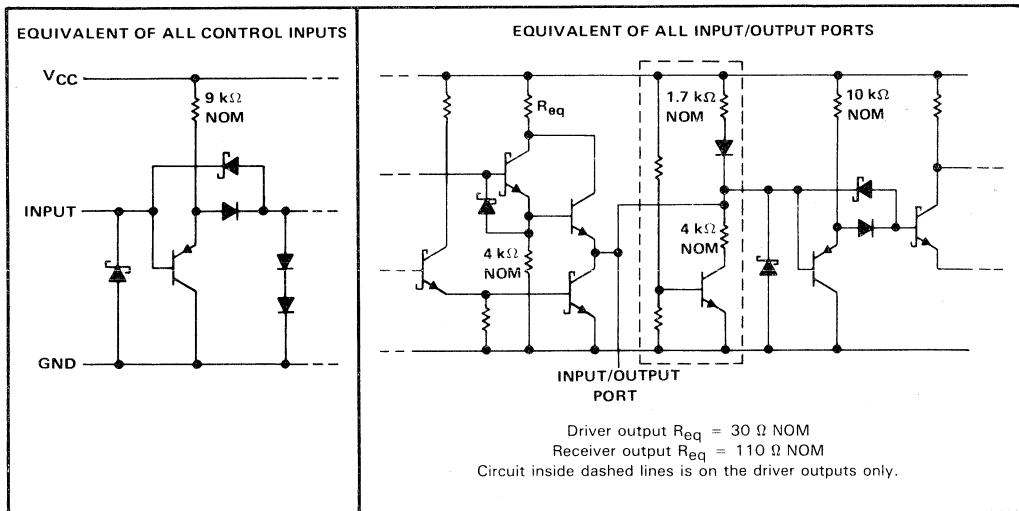 EQUIVALENT OF ALL CONTROL INPUTS
VCC
9 kΩ
NOM
INPUT
GND
EQUIVALENT OF ALL INPUT/OUTPUT PORTS
Req
1.7 kΩ
NOM
10 kΩ
NOM
4 kΩ
NOM
4 kΩ
NOM
INPUT/OUTPUT
PORT
Driver output Req = 30 Ω NOM
Receiver output Req = 110 Ω NOM
Circuit inside dashed lines is on the driver outputs only.